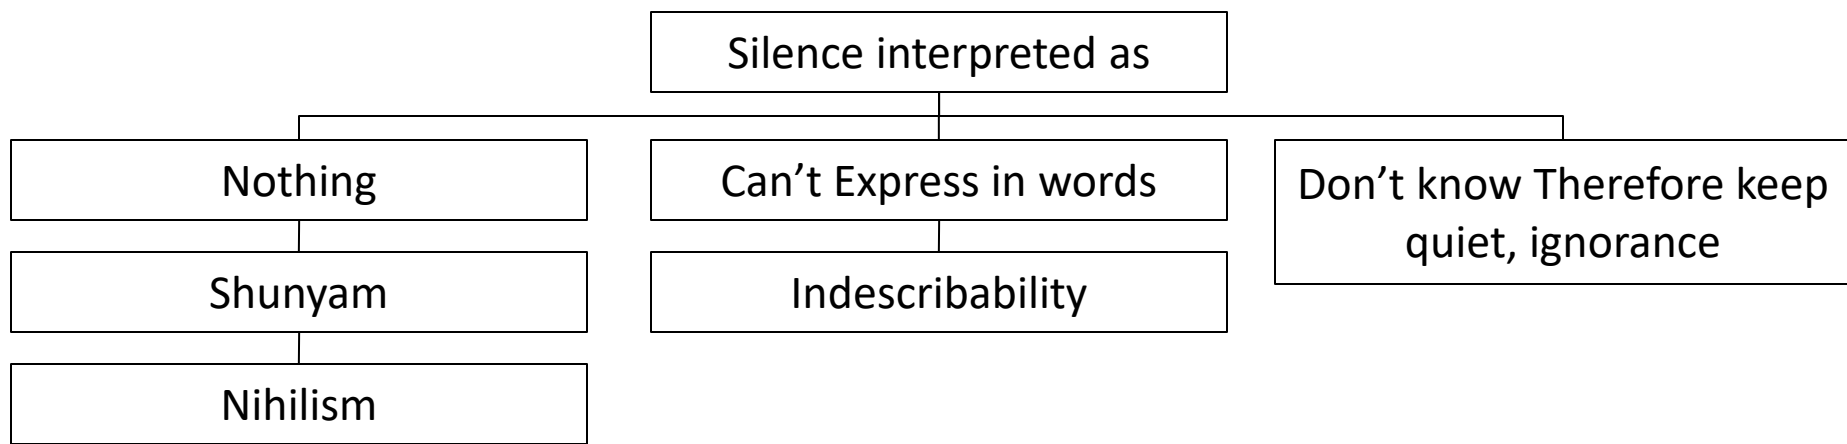 Silence interpreted as
Nothing
Can’t Express in words
Don’t know Therefore keep
quiet, ignorance
Shunyam
Indescribability
Nihilism